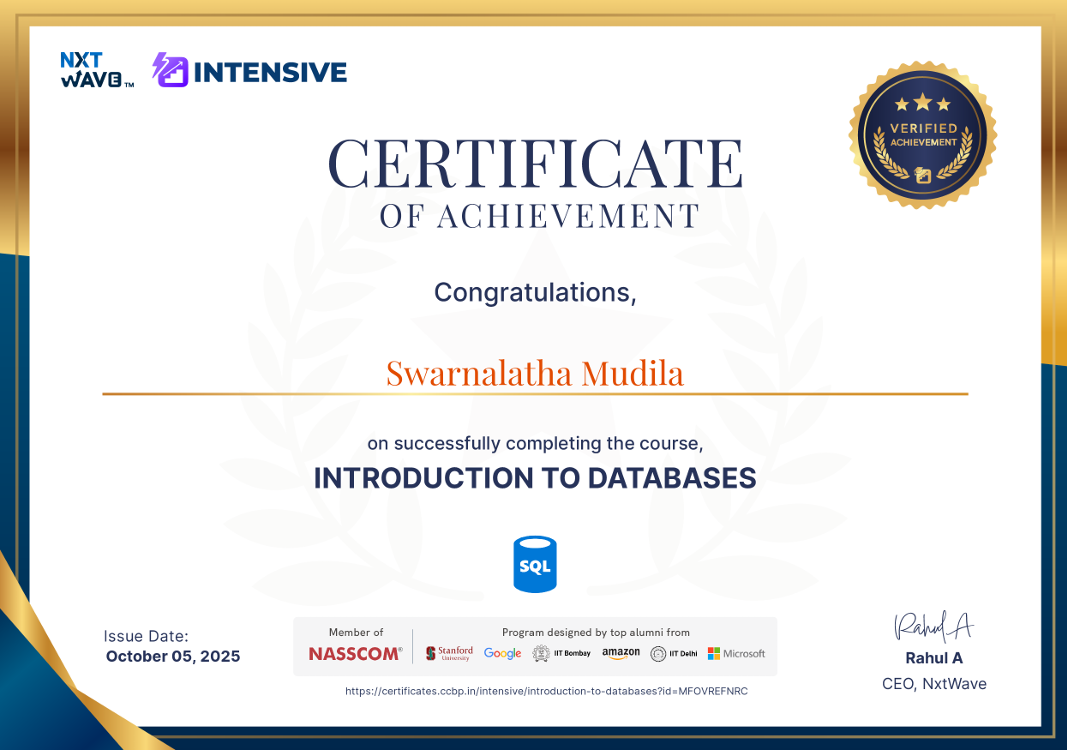 NXT
WAVE™
INTENSIVE
VERIFIED
ACHIEVEMENT
CERTIFICATE
OF ACHIEVEMENT
Congratulations,
Swarnalatha Mudila
on successfully completing the course,
INTRODUCTION TO DATABASES
SQL
Issue Date:
October 05, 2025
Member of
NASSCOM®
Program designed by top alumni from
Stanford
University
Google
IIT Bombay
amazon
IIT Delhi
Microsoft
https://certificates.ccbp.in/intensive/introduction-to-databases?id=MFOVREFNRC
Rahul A
Rahul A
CEO, NxtWave